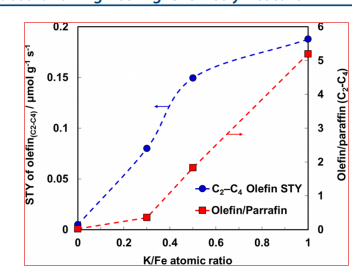 0.2
0.15
0.1
0.05
0
STY of olefin(C2-C4) / μmol g⁻¹ s⁻¹
6
5
4
3
2
1
0
Olefin/paraffin (C₂-C₄)
C₂–C₄ Olefin STY
Olefin/Parrafin
0 0.2 0.4 0.6 0.8 1
K/Fe atomic ratio